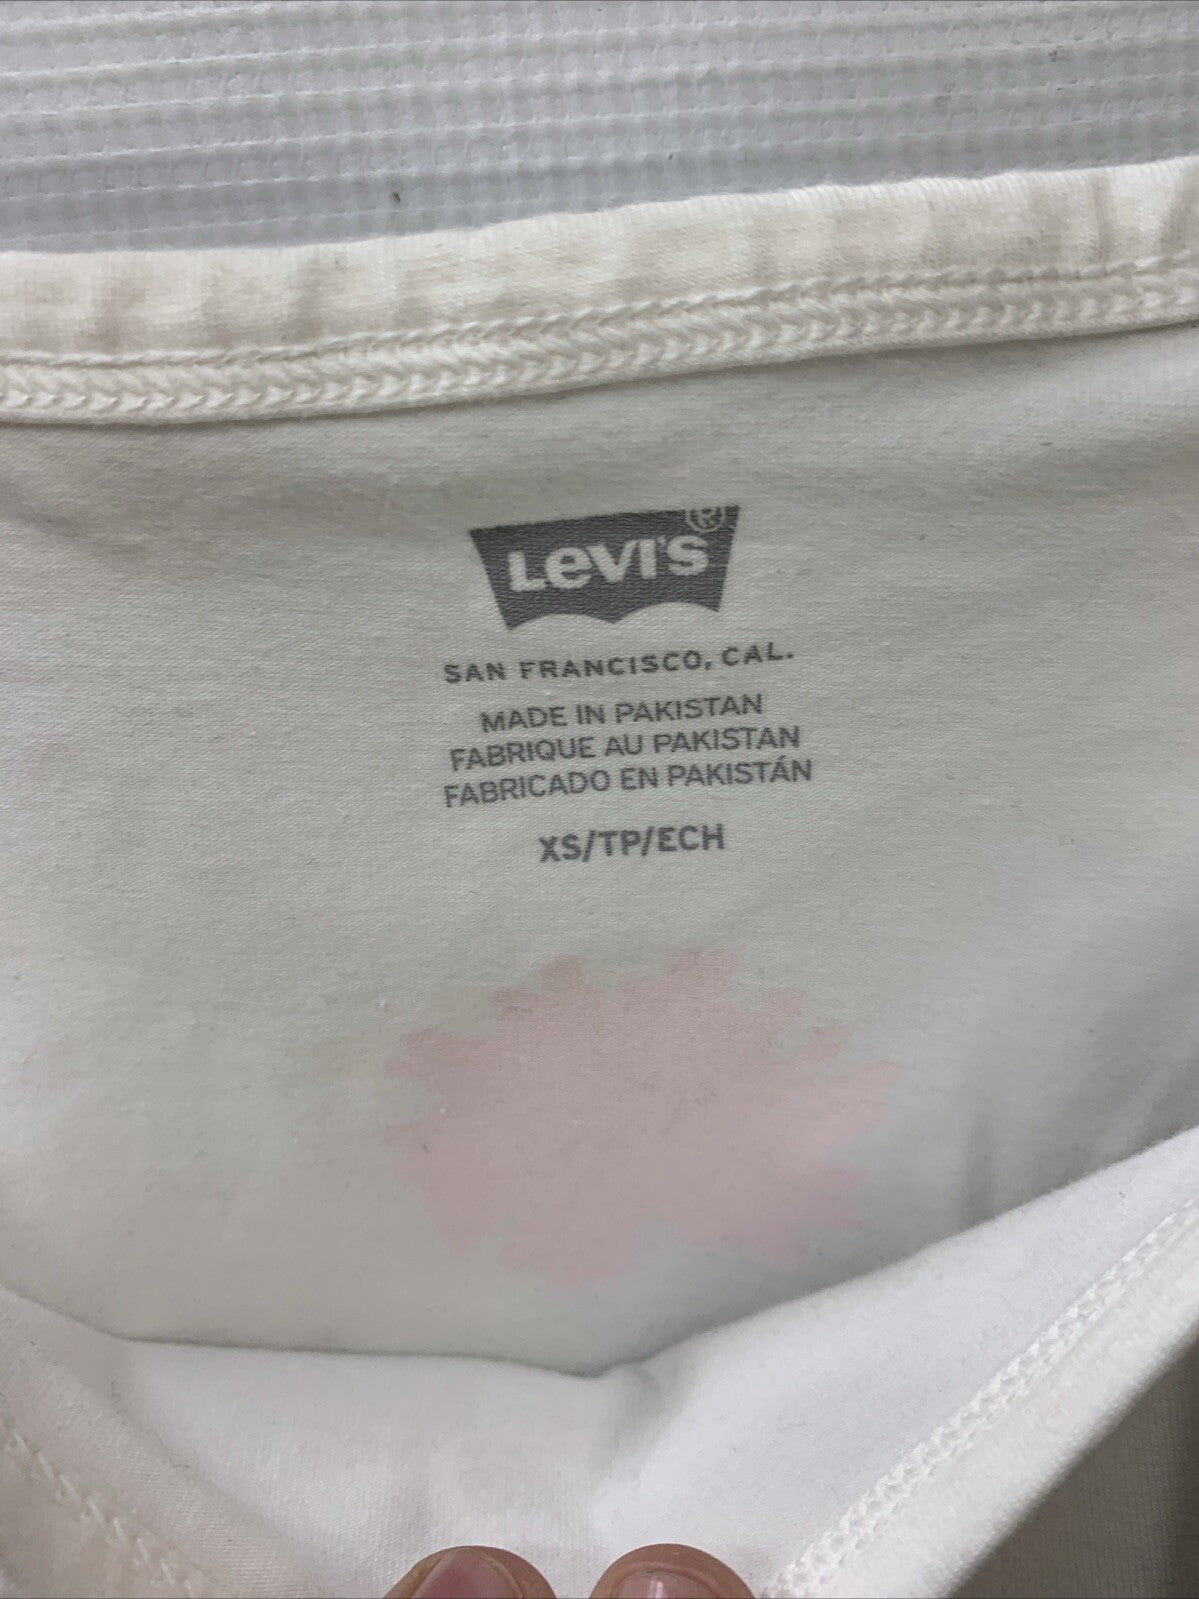 Levi's®
SAN FRANCISCO, CAL.
MADE IN PAKISTAN
FABRIQUE AU PAKISTAN
FABRICADO EN PAKISTÁN
XS/TP/ECH